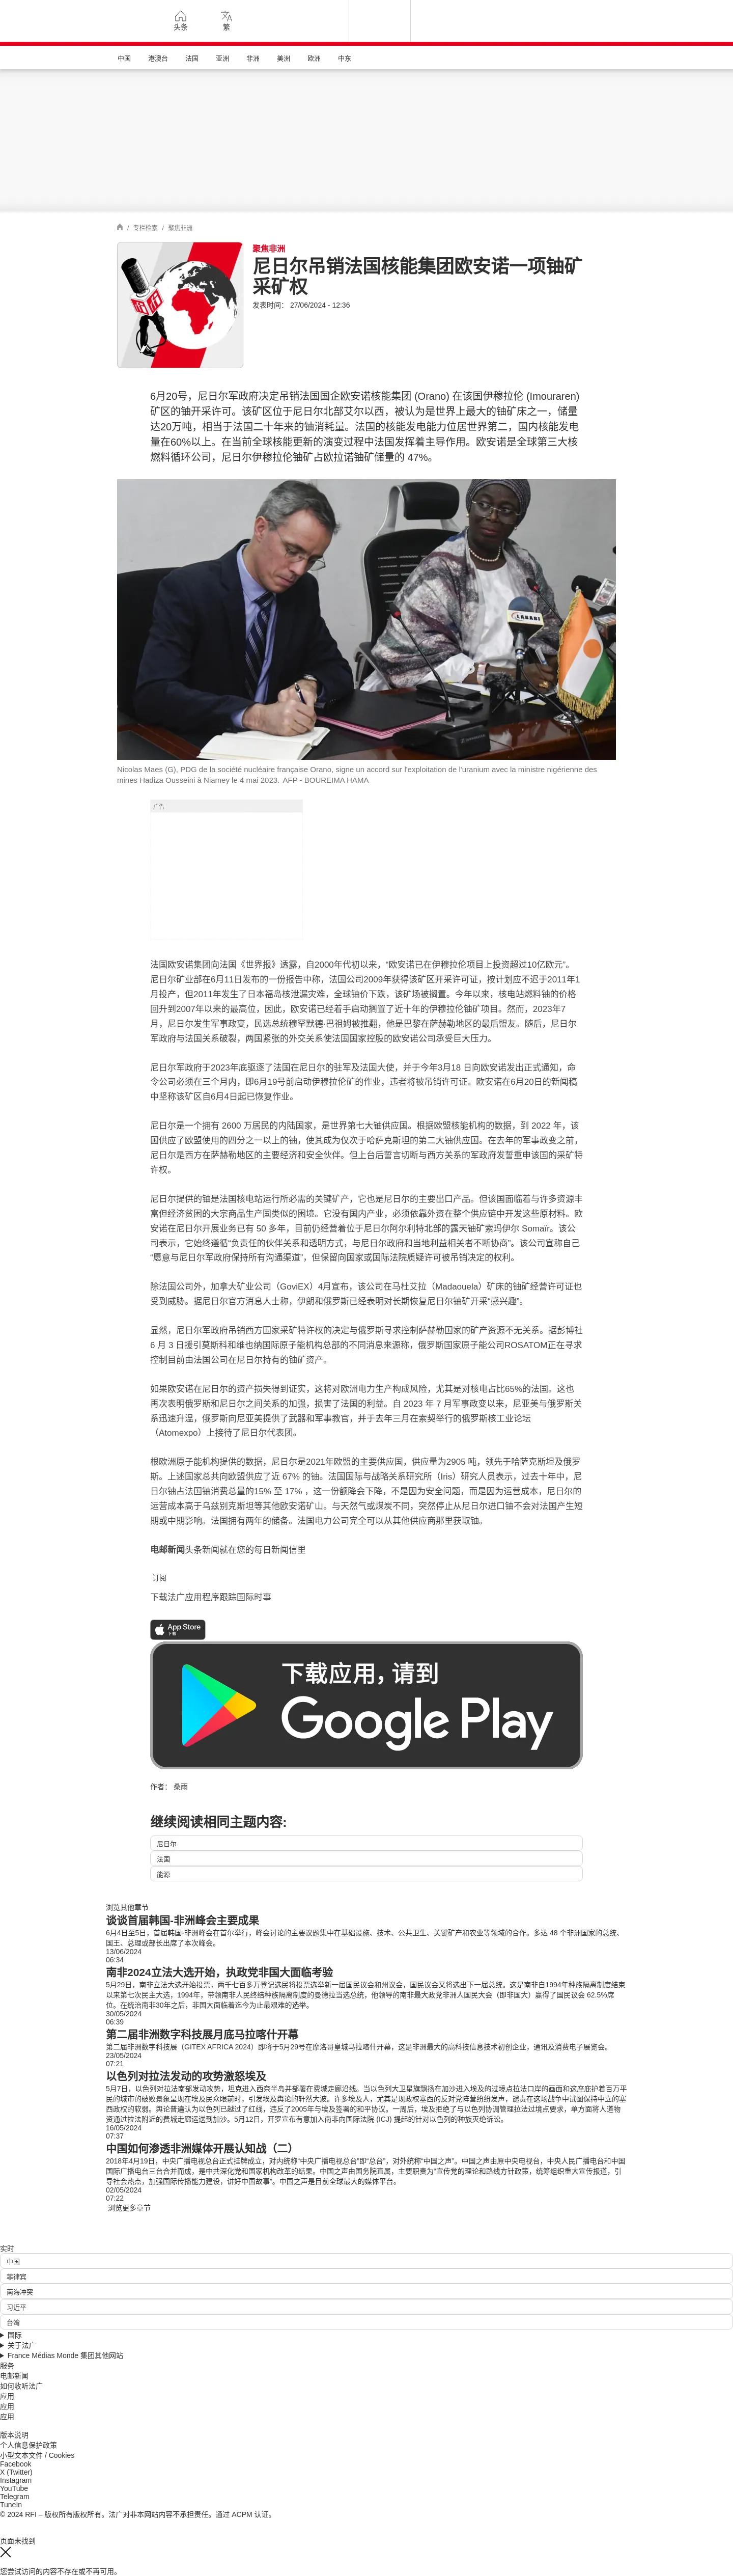 头条
繁
中国
港澳台
法国
亚洲
非洲
美洲
欧洲
中东
/ 专栏检索 / 聚焦非洲
聚焦非洲
尼日尔吊销法国核能集团欧安诺一项铀矿
采矿权
发表时间： 27/06/2024 - 12:36
6月20号，尼日尔军政府决定吊销法国国企欧安诺核能集团 (Orano) 在该国伊穆拉伦 (Imouraren)
矿区的铀开采许可。该矿区位于尼日尔北部艾尔以西，被认为是世界上最大的铀矿床之一，储量
达20万吨，相当于法国二十年来的铀消耗量。法国的核能发电能力位居世界第二，国内核能发电
量在60%以上。在当前全球核能更新的演变过程中法国发挥着主导作用。欧安诺是全球第三大核
燃料循环公司，尼日尔伊穆拉伦铀矿占欧拉诺铀矿储量的 47%。
LABARI
Nicolas Maes (G), PDG de la société nucléaire française Orano, signe un accord sur l'exploitation de l'uranium avec la ministre nigérienne des
mines Hadiza Ousseini à Niamey le 4 mai 2023. AFP - BOUREIMA HAMA
广告
法国欧安诺集团向法国《世界报》透露，自2000年代初以来，“欧安诺已在伊穆拉伦项目上投资超过10亿欧元”。
尼日尔矿业部在6月11日发布的一份报告中称，法国公司2009年获得该矿区开采许可证，按计划应不迟于2011年1
月投产，但2011年发生了日本福岛核泄漏灾难，全球铀价下跌，该矿场被搁置。今年以来，核电站燃料铀的价格
回升到2007年以来的最高位，因此，欧安诺已经着手启动搁置了近十年的伊穆拉伦铀矿项目。然而，2023年7
月，尼日尔发生军事政变，民选总统穆罕默德·巴祖姆被推翻，他是巴黎在萨赫勒地区的最后盟友。随后，尼日尔
军政府与法国关系破裂，两国紧张的外交关系使法国国家控股的欧安诺公司承受巨大压力。
尼日尔军政府于2023年底驱逐了法国在尼日尔的驻军及法国大使，并于今年3月18 日向欧安诺发出正式通知，命
令公司必须在三个月内，即6月19号前启动伊穆拉伦矿的作业，违者将被吊销许可证。欧安诺在6月20日的新闻稿
中坚称该矿区自6月4日起已恢复作业。
尼日尔是一个拥有 2600 万居民的内陆国家，是世界第七大铀供应国。根据欧盟核能机构的数据，到 2022 年，该
国供应了欧盟使用的四分之一以上的铀，使其成为仅次于哈萨克斯坦的第二大铀供应国。在去年的军事政变之前，
尼日尔是西方在萨赫勒地区的主要经济和安全伙伴。但上台后誓言切断与西方关系的军政府发誓重申该国的采矿特
许权。
尼日尔提供的铀是法国核电站运行所必需的关键矿产，它也是尼日尔的主要出口产品。但该国面临着与许多资源丰
富但经济贫困的大宗商品生产国类似的困境。它没有国内产业，必须依靠外资在整个供应链中开发这些原材料。欧
安诺在尼日尔开展业务已有 50 多年，目前仍经营着位于尼日尔阿尔利特北部的露天铀矿索玛伊尔 Somaïr。该公
司表示，它始终遵循“负责任的伙伴关系和透明方式，与尼日尔政府和当地利益相关者不断协商”。该公司宣称自己
“愿意与尼日尔军政府保持所有沟通渠道”，但保留向国家或国际法院质疑许可被吊销决定的权利。
除法国公司外，加拿大矿业公司（GoviEX）4月宣布，该公司在马杜艾拉（Madaouela）矿床的铀矿经营许可证也
受到威胁。据尼日尔官方消息人士称，伊朗和俄罗斯已经表明对长期恢复尼日尔铀矿开采“感兴趣”。
显然，尼日尔军政府吊销西方国家采矿特许权的决定与俄罗斯寻求控制萨赫勒国家的矿产资源不无关系。据彭博社
6 月 3 日援引莫斯科和维也纳国际原子能机构总部的不同消息来源称，俄罗斯国家原子能公司ROSATOM正在寻求
控制目前由法国公司在尼日尔持有的铀矿资产。
如果欧安诺在尼日尔的资产损失得到证实，这将对欧洲电力生产构成风险，尤其是对核电占比65%的法国。这也
再次表明俄罗斯和尼日尔之间关系的加强，损害了法国的利益。自 2023 年 7 月军事政变以来，尼亚美与俄罗斯关
系迅速升温，俄罗斯向尼亚美提供了武器和军事教官，并于去年三月在索契举行的俄罗斯核工业论坛
（Atomexpo）上接待了尼日尔代表团。
根欧洲原子能机构提供的数据，尼日尔是2021年欧盟的主要供应国，供应量为2905 吨，领先于哈萨克斯坦及俄罗
斯。上述国家总共向欧盟供应了近 67% 的铀。法国国际与战略关系研究所（Iris）研究人员表示，过去十年中，尼
日尔铀占法国铀消费总量的15% 至 17% ，这一份额降会下降，不是因为安全问题，而是因为运营成本，尼日尔的
运营成本高于乌兹别克斯坦等其他欧安诺矿山。与天然气或煤炭不同，突然停止从尼日尔进口铀不会对法国产生短
期或中期影响。法国拥有两年的储备。法国电力公司完全可以从其他供应商那里获取铀。
电邮新闻头条新闻就在您的每日新闻信里
订阅
下载法广应用程序跟踪国际时事
App Store
下载
下载应用，请到
Google Play
作者： 桑雨
继续阅读相同主题内容:
尼日尔
法国
能源
浏览其他章节
谈谈首届韩国-非洲峰会主要成果
6月4日至5日，首届韩国-非洲峰会在首尔举行，峰会讨论的主要议题集中在基础设施、技术、公共卫生、关键矿产和农业等领域的合作。多达 48 个非洲国家的总统、
国王、总理或部长出席了本次峰会。
13/06/2024
06:34
南非2024立法大选开始，执政党非国大面临考验
5月29日，南非立法大选开始投票，两千七百多万登记选民将投票选举新一届国民议会和州议会，国民议会又将选出下一届总统。这是南非自1994年种族隔离制度结束
以来第七次民主大选，1994年，带领南非人民终结种族隔离制度的曼德拉当选总统，他领导的南非最大政党非洲人国民大会（即非国大）赢得了国民议会 62.5%席
位。在统治南非30年之后，非国大面临着迄今为止最艰难的选举。
30/05/2024
06:39
第二届非洲数字科技展月底马拉喀什开幕
第二届非洲数字科技展（GITEX AFRICA 2024）即将于5月29号在摩洛哥皇城马拉喀什开幕，这是非洲最大的高科技信息技术初创企业，通讯及消费电子展览会。
23/05/2024
07:21
以色列对拉法发动的攻势激怒埃及
5月7日，以色列对拉法南部发动攻势，坦克进入西奈半岛并部署在费城走廊沿线。当以色列大卫星旗飘扬在加沙进入埃及的过境点拉法口岸的画面和这座庇护着百万平
民的城市的破败景象呈现在埃及民众眼前时，引发埃及舆论的轩然大波。许多埃及人，尤其是现政权塞西的反对党阵营纷纷发声，谴责在这场战争中试图保持中立的塞
西政权的软弱。舆论普遍认为以色列已越过了红线，违反了2005年与埃及签署的和平协议。一周后，埃及拒绝了与以色列协调管理拉法过境点要求，单方面将人道物
资通过拉法附近的费城走廊运送到加沙。5月12日，开罗宣布有意加入南非向国际法院 (ICJ) 提起的针对以色列的种族灭绝诉讼。
16/05/2024
07:37
中国如何渗透非洲媒体开展认知战（二）
2018年4月19日，中央广播电视总台正式挂牌成立，对内统称“中央广播电视总台”即“总台”，对外统称“中国之声”。中国之声由原中央电视台，中央人民广播电台和中国
国际广播电台三台合并而成，是中共深化党和国家机构改革的结果。中国之声由国务院直属，主要职责为“宣传党的理论和路线方针政策，统筹组织重大宣传报道，引
导社会热点，加强国际传播能力建设，讲好中国故事”。中国之声是目前全球最大的媒体平台。
02/05/2024
07:22
浏览更多章节
实时
中国
菲律宾
南海冲突
习近平
台湾
国际
关于法广
France Médias Monde 集团其他网站
服务
电邮新闻
如何收听法广
应用
应用
应用
版本说明
个人信息保护政策
小型文本文件 / Cookies
Facebook
X (Twitter)
Instagram
YouTube
Telegram
TuneIn
© 2024 RFI – 版权所有版权所有。法广对非本网站内容不承担责任。通过 ACPM 认证。
页面未找到
您尝试访问的内容不存在或不再可用。